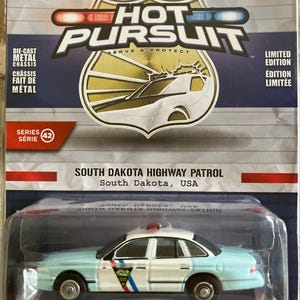 HOT
PURSUIT
SERVE & PROTECT
DIE-CAST
METAL
CHASSIS
CHÂSSIS
FAIT DE
MÉTAL
LIMITED
EDITION
ÉDITION
LIMITÉE
SERIES
SÉRIE
42
SOUTH DAKOTA HIGHWAY PATROL
South Dakota, USA